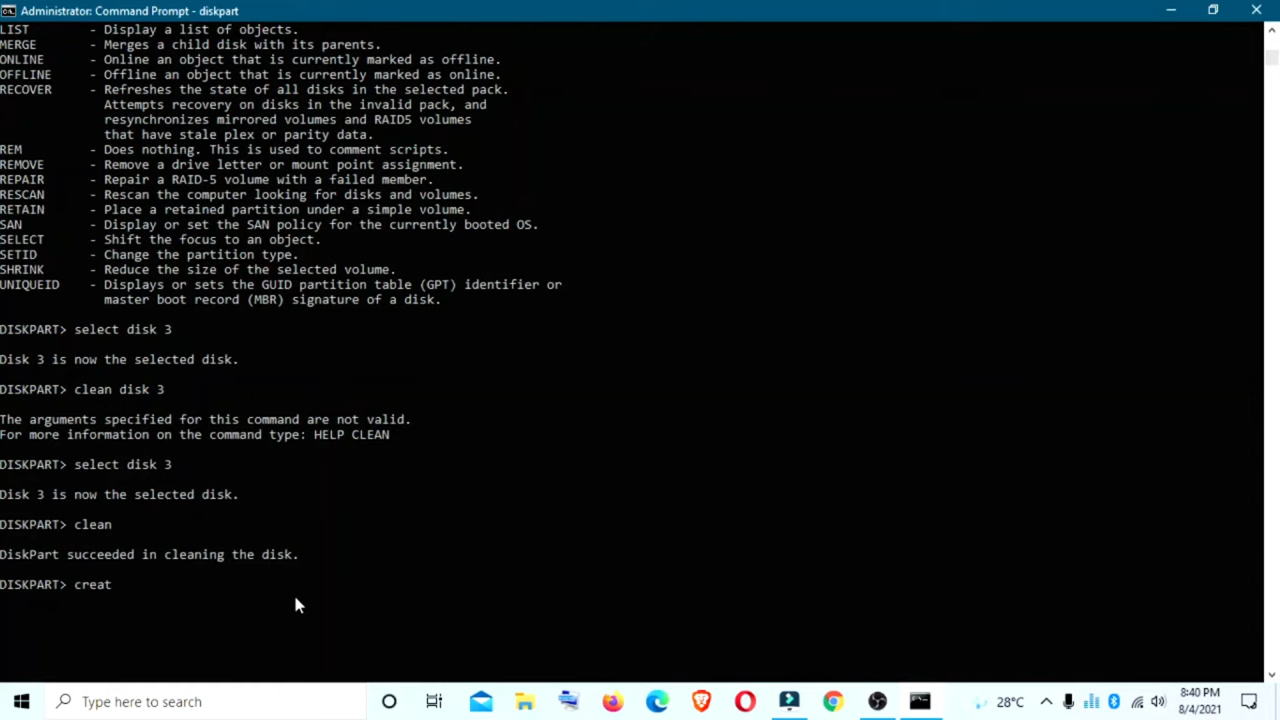 Administrator: Command Prompt - diskpart
LIST - Display a list of objects.
MERGE - Merges a child disk with its parents.
ONLINE - Online an object that is currently marked as offline.
OFFLINE - Offline an object that is currently marked as online.
RECOVER - Refreshes the state of all disks in the selected pack.
Attempts recovery on disks in the invalid pack, and
resynchronizes mirrored volumes and RAID5 volumes
that have stale plex or parity data.
REM - Does nothing. This is used to comment scripts.
REMOVE - Remove a drive letter or mount point assignment.
REPAIR - Repair a RAID-5 volume with a failed member.
RESCAN - Rescan the computer looking for disks and volumes.
RETAIN - Place a retained partition under a simple volume.
SAN - Display or set the SAN policy for the currently booted OS.
SELECT - Shift the focus to an object.
SETID - Change the partition type.
SHRINK - Reduce the size of the selected volume.
UNIQUEID - Displays or sets the GUID partition table (GPT) identifier or
master boot record (MBR) signature of a disk.
DISKPART> select disk 3
Disk 3 is now the selected disk.
DISKPART> clean disk 3
The arguments specified for this command are not valid.
For more information on the command type: HELP CLEAN
DISKPART> select disk 3
Disk 3 is now the selected disk.
DISKPART> clean
DiskPart succeeded in cleaning the disk.
DISKPART> creat
Type here to search
28°C
8:40 PM
8/4/2021